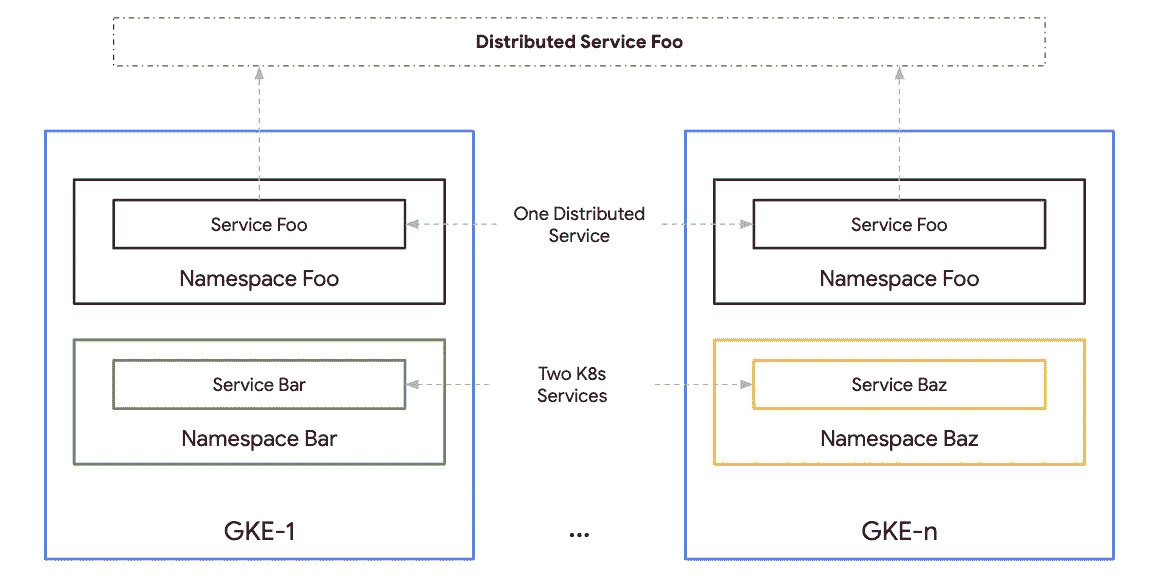 Distributed Service Foo
Service Foo
One Distributed
Service
Service Foo
Namespace Foo
Namespace Foo
Service Bar
Two K8s
Services
Service Baz
Namespace Bar
Namespace Baz
GKE-1
...
GKE-n